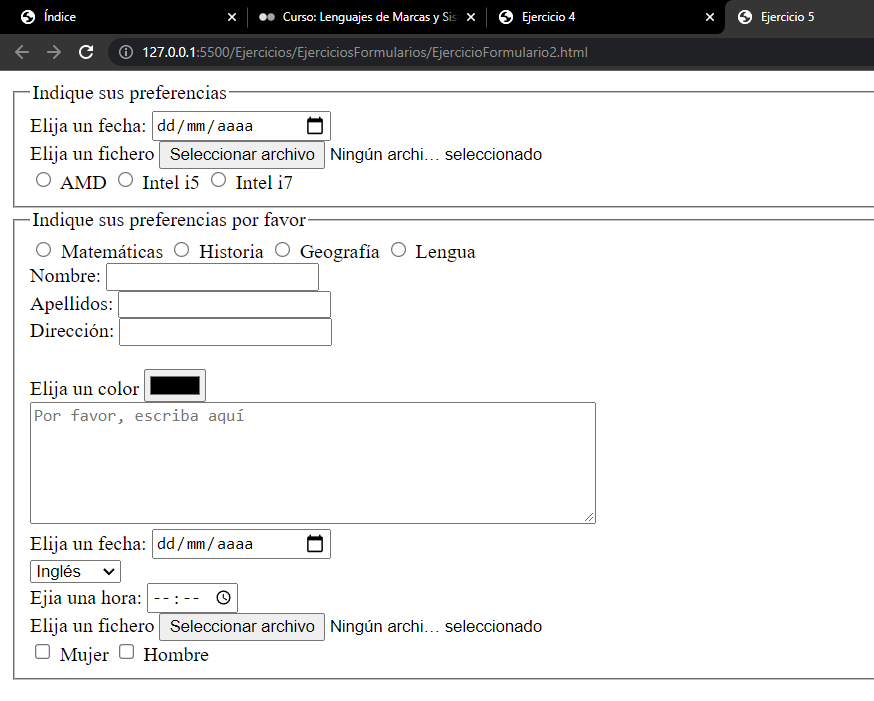 Índice
Curso: Lenguajes de Marcas y Sis
Ejercicio 4
Ejercicio 5
127.0.0.1:5500/Ejercicios/EjerciciosFormularios/EjercicioFormulario2.html
Indique sus preferencias
Elija un fecha: dd/mm/aaaa
Elija un fichero Seleccionar archivo Ningún archi… seleccionado
AMD Intel i5 Intel i7
Indique sus preferencias por favor
Matemáticas Historia Geografía Lengua
Nombre:
Apellidos:
Dirección:
Elija un color
Por favor, escriba aquí
Elija un fecha: dd/mm/aaaa
Inglés
Ejia una hora: --:--
Elija un fichero Seleccionar archivo Ningún archi… seleccionado
Mujer Hombre